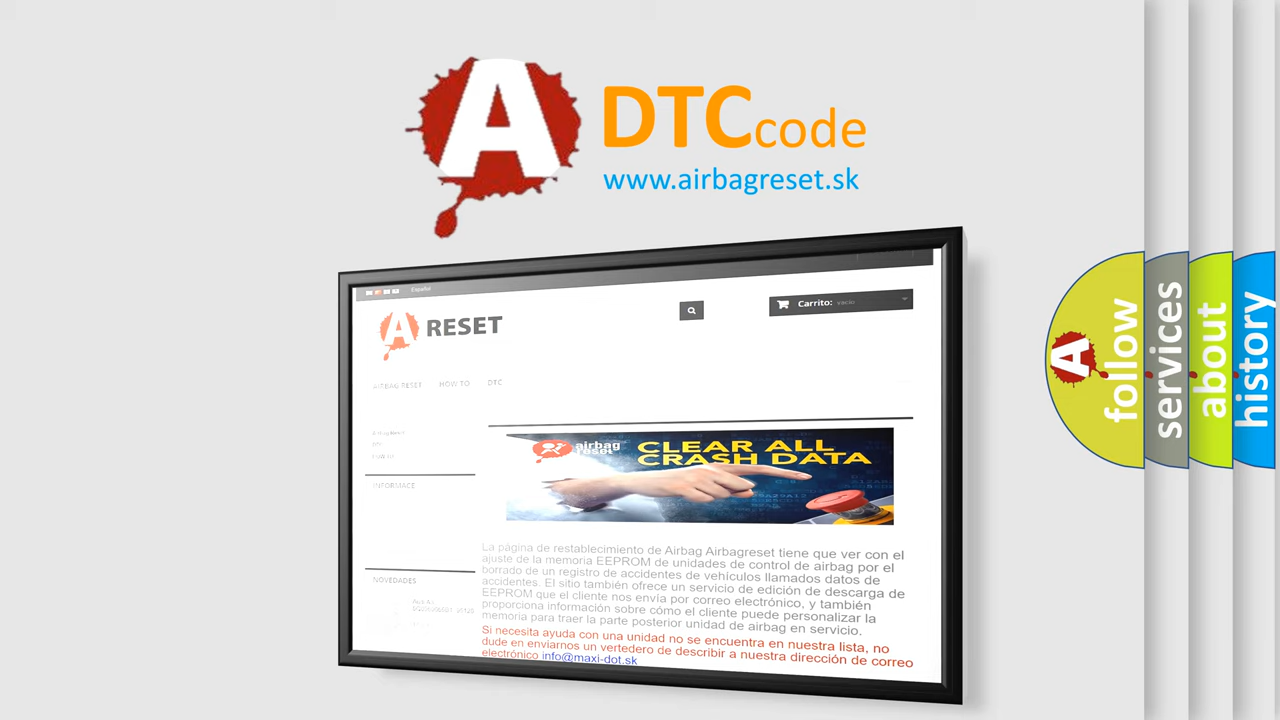 A
DTCcode
www.airbagreset.sk
Español
A RESET
Carrito: vacío
AIRBAG RESET HOW TO DTC
INFORMACE
NOVEDADES
airbag
reset
CLEAR ALL
CRASH DATA
La página de restablecimiento de Airbag Airbagreset tiene que ver con el
ajuste de la memoria EEPROM de unidades de control de airbag por el
borrado de un registro de accidentes de vehículos llamados datos de
accidentes. El sitio también ofrece un servicio de edición de descarga de
EEPROM que el cliente nos envía por correo electrónico, y también
proporciona información sobre cómo el cliente puede personalizar la
memoria para traer la parte posterior unidad de airbag en servicio.
Si necesita ayuda con una unidad no se encuentra en nuestra lista, no
dude en enviarnos un vertedero de describir a nuestra dirección de correo
electrónico info@maxi-dot.sk
A
follow
services
about
history